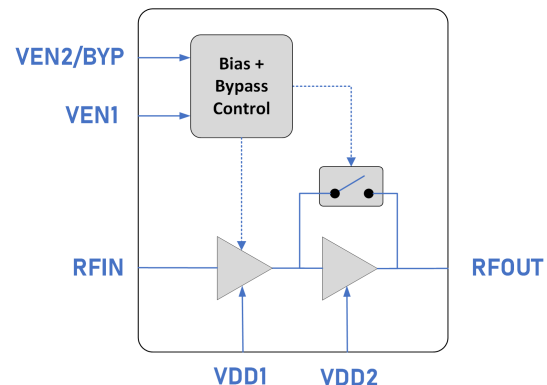 VEN2/BYP
Bias +
Bypass
Control
VEN1
RFIN
RFOUT
VDD1
VDD2